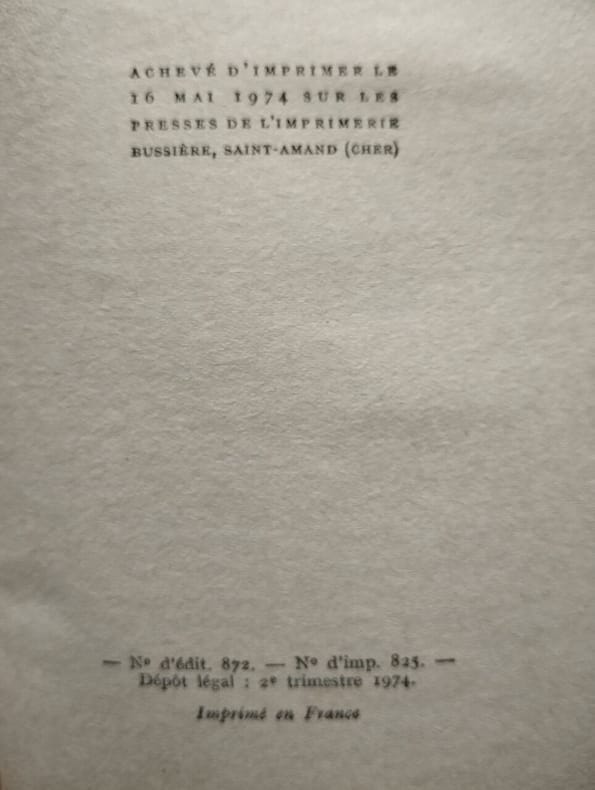 ACHEVÉ D'IMPRIMER LE
16 MAI 1974 SUR LES
PRESSES DE L'IMPRIMERIE
BUSSIÈRE, SAINT-AMAND (CHER)
— Nº d'édit. 872. — Nº d'imp. 825. —
Dépôt légal : 2ᵉ trimestre 1974.
Imprimé en France